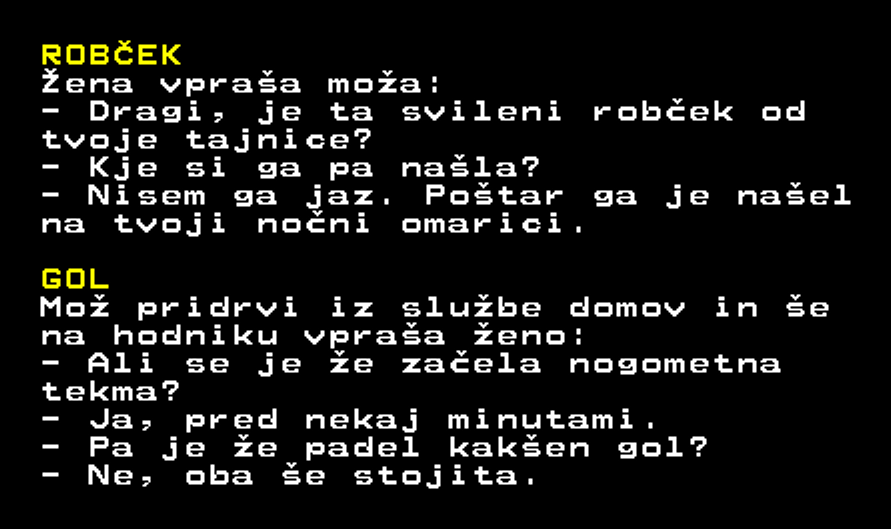 ROBČEK
Žena vpraša moža:
- Dragi, je ta svileni robček od
tvoje tajnice?
- Kje si ga pa našla?
- Nisem ga jaz. Poštar ga je našel
na tvoji nočni omarici.
GOL
Mož pridrvi iz službe domov in še
na hodniku vpraša ženo:
- Ali se je že začela nogometna
tekma?
- Ja, pred nekaj minutami.
- Pa je že padel kakšen gol?
- Ne, oba še stojita.